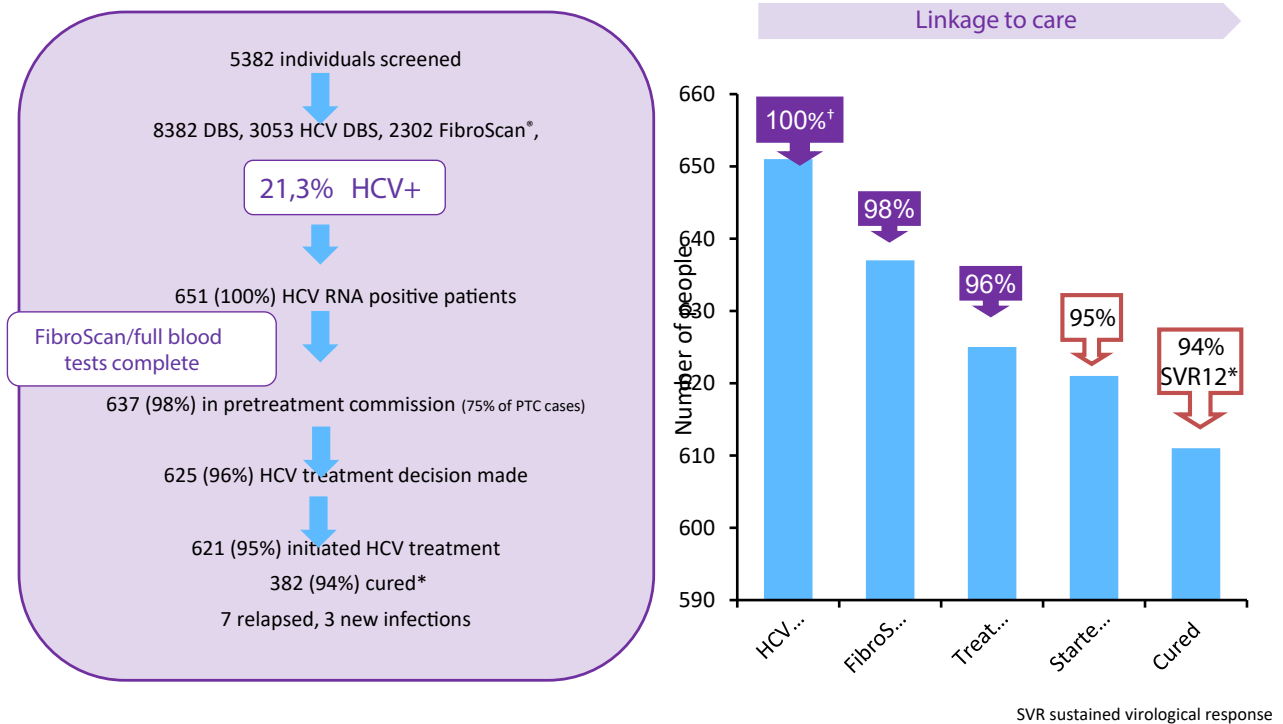 5382 individuals screened
8382 DBS, 3053 HCV DBS, 2302 FibroScan®,
21,3% HCV+
651 (100%) HCV RNA positive patients
FibroScan/full blood
tests complete
637 (98%) in pretreatment commission (75% of PTC cases)
625 (96%) HCV treatment decision made
621 (95%) initiated HCV treatment
382 (94%) cured*
7 relapsed, 3 new infections
Linkage to care
Number of people
660
650
640
630
620
610
600
590
100%†
98%
96%
95%
94%
SVR12*
HCV...
FibroS...
Treat...
Starte...
Cured
SVR sustained virological response